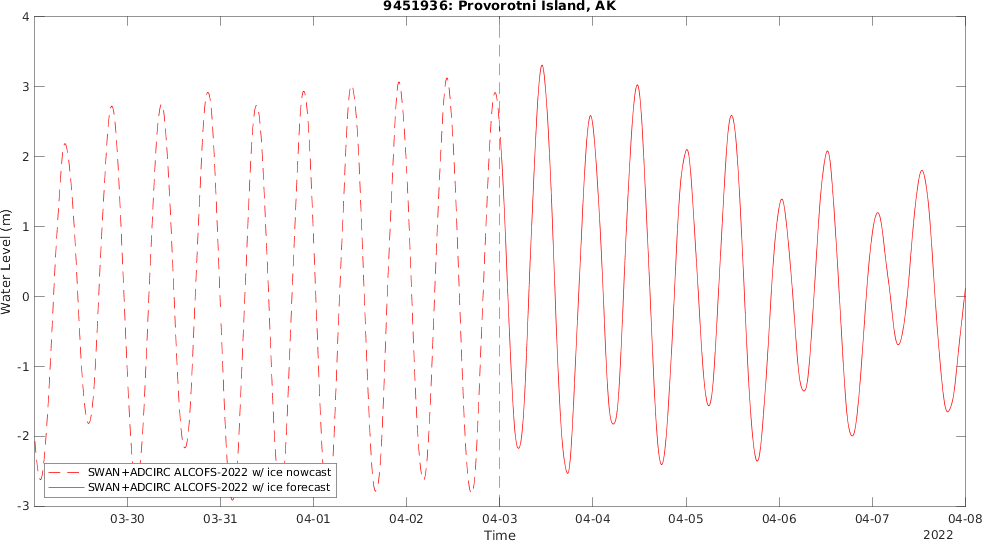 9451936: Provorotni Island, AK
Water Level (m)
4
3
2
1
0
-1
-2
-3
SWAN+ADCIRC ALCOFS-2022 w/ ice nowcast
SWAN+ADCIRC ALCOFS-2022 w/ ice forecast
03-30 03-31 04-01 04-02 04-03 04-04 04-05 04-06 04-07 04-08
Time
2022